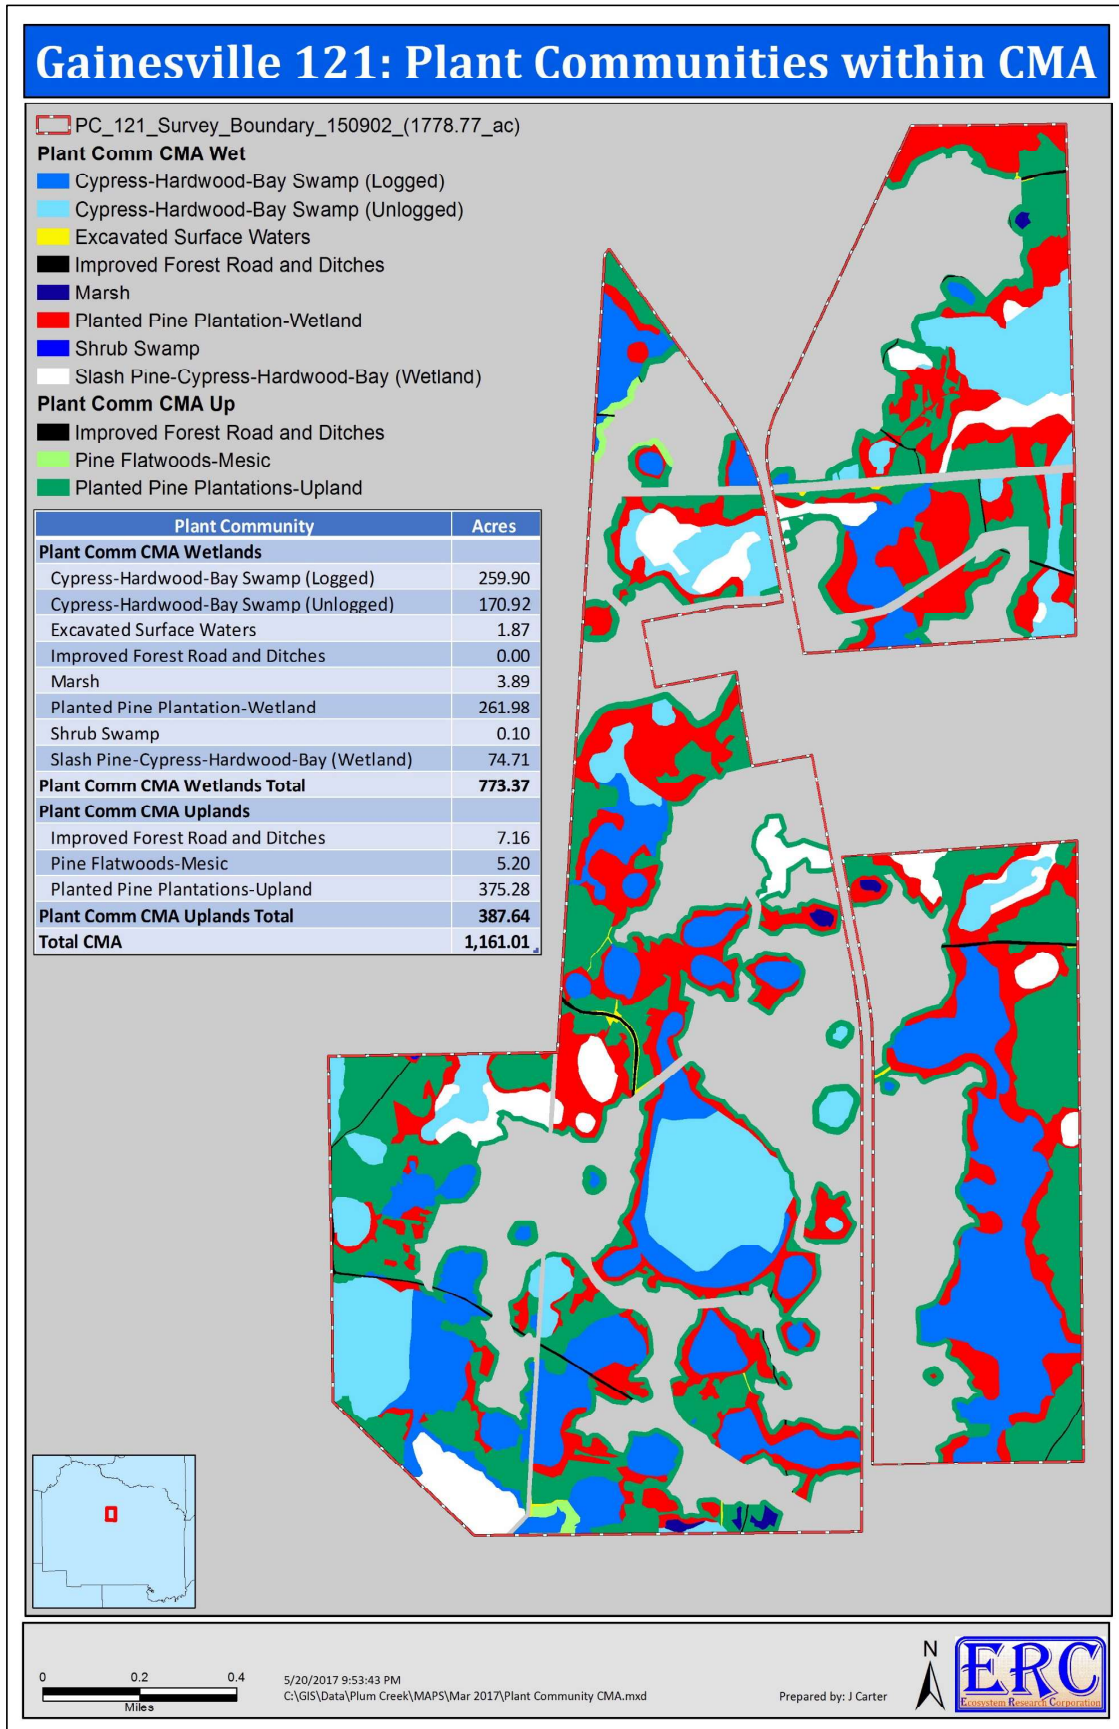 Gainesville 121: Plant Communities within CMA
PC_121_Survey_Boundary_150902_(1778.77_ac)
Plant Comm CMA Wet
Cypress-Hardwood-Bay Swamp (Logged)
Cypress-Hardwood-Bay Swamp (Unlogged)
Excavated Surface Waters
Improved Forest Road and Ditches
Marsh
Planted Pine Plantation-Wetland
Shrub Swamp
Slash Pine-Cypress-Hardwood-Bay (Wetland)
Plant Comm CMA Up
Improved Forest Road and Ditches
Pine Flatwoods-Mesic
Planted Pine Plantations-Upland
Plant Community Acres
Plant Comm CMA Wetlands
Cypress-Hardwood-Bay Swamp (Logged) 259.90
Cypress-Hardwood-Bay Swamp (Unlogged) 170.92
Excavated Surface Waters 1.87
Improved Forest Road and Ditches 0.00
Marsh 3.89
Planted Pine Plantation-Wetland 261.98
Shrub Swamp 0.10
Slash Pine-Cypress-Hardwood-Bay (Wetland) 74.71
Plant Comm CMA Wetlands Total 773.37
Plant Comm CMA Uplands
Improved Forest Road and Ditches 7.16
Pine Flatwoods-Mesic 5.20
Planted Pine Plantations-Upland 375.28
Plant Comm CMA Uplands Total 387.64
Total CMA 1,161.01
0 0.2 0.4
Miles
5/20/2017 9:53:43 PM
C:\GIS\Data\Plum Creek\MAPS\Mar 2017\Plant Community CMA.mxd
Prepared by: J Carter
N
ERC
Ecosystem Research Corporation